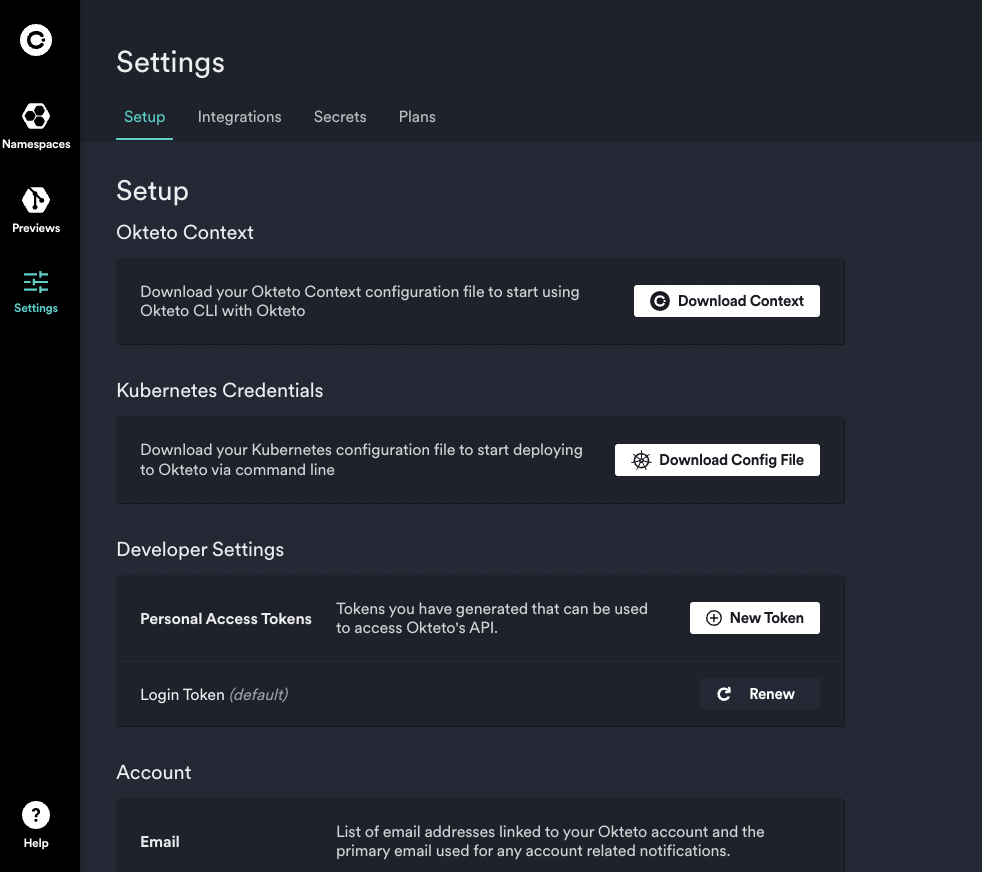 Settings
Setup
Integrations
Secrets
Plans
Namespaces
Previews
Settings
Setup
Okteto Context
Download your Okteto Context configuration file to start using
Okteto CLI with Okteto
Download Context
Kubernetes Credentials
Download your Kubernetes configuration file to start deploying
to Okteto via command line
Download Config File
Developer Settings
Personal Access Tokens
Tokens you have generated that can be used
to access Okteto's API.
New Token
Login Token (default)
Renew
Account
Email
List of email addresses linked to your Okteto account and the
primary email used for any account related notifications.
?
Help